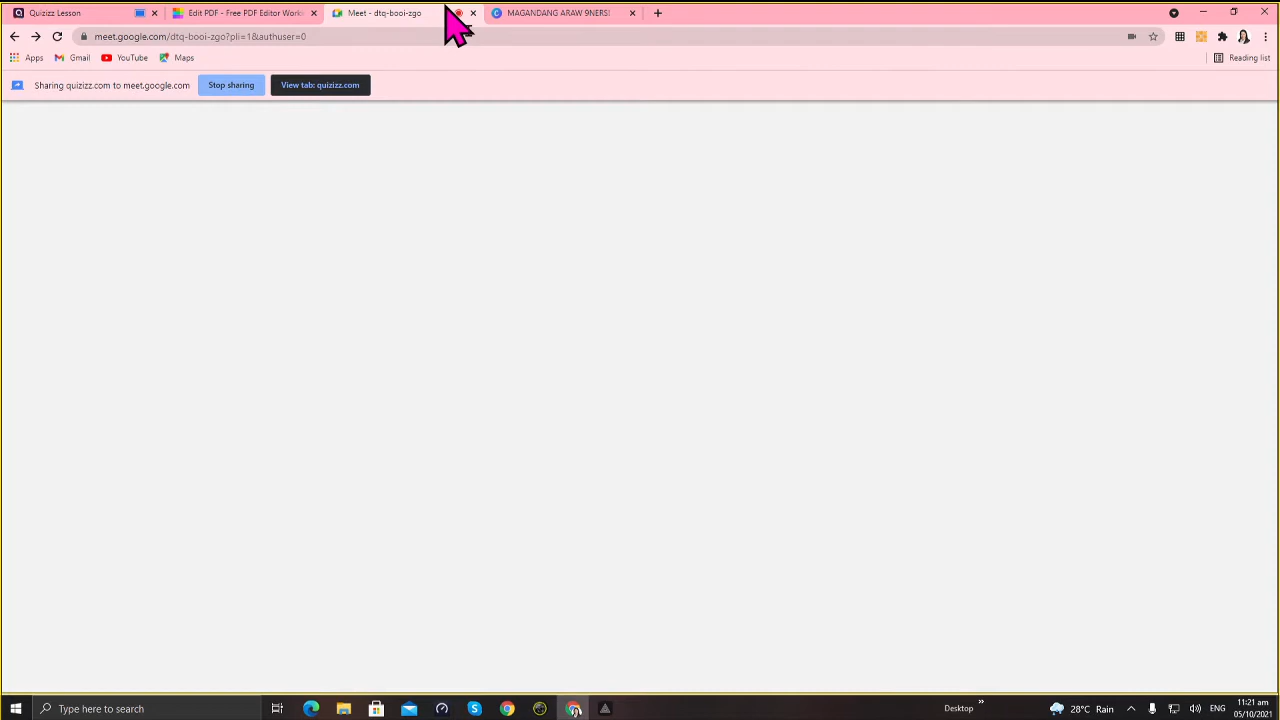 Quizizz Lesson
Edit PDF - Free PDF Editor Worki
Meet - dtq-booi-zgo
MAGANDANG ARAW 9NERS!
meet.google.com/dtq-booi-zgo?pli=1&authuser=0
Apps
Gmail
YouTube
Maps
Reading list
Sharing quizizz.com to meet.google.com
Stop sharing
View tab: quizizz.com
Type here to search
Desktop
28°C Rain
ENG
11:21 am
05/10/2021